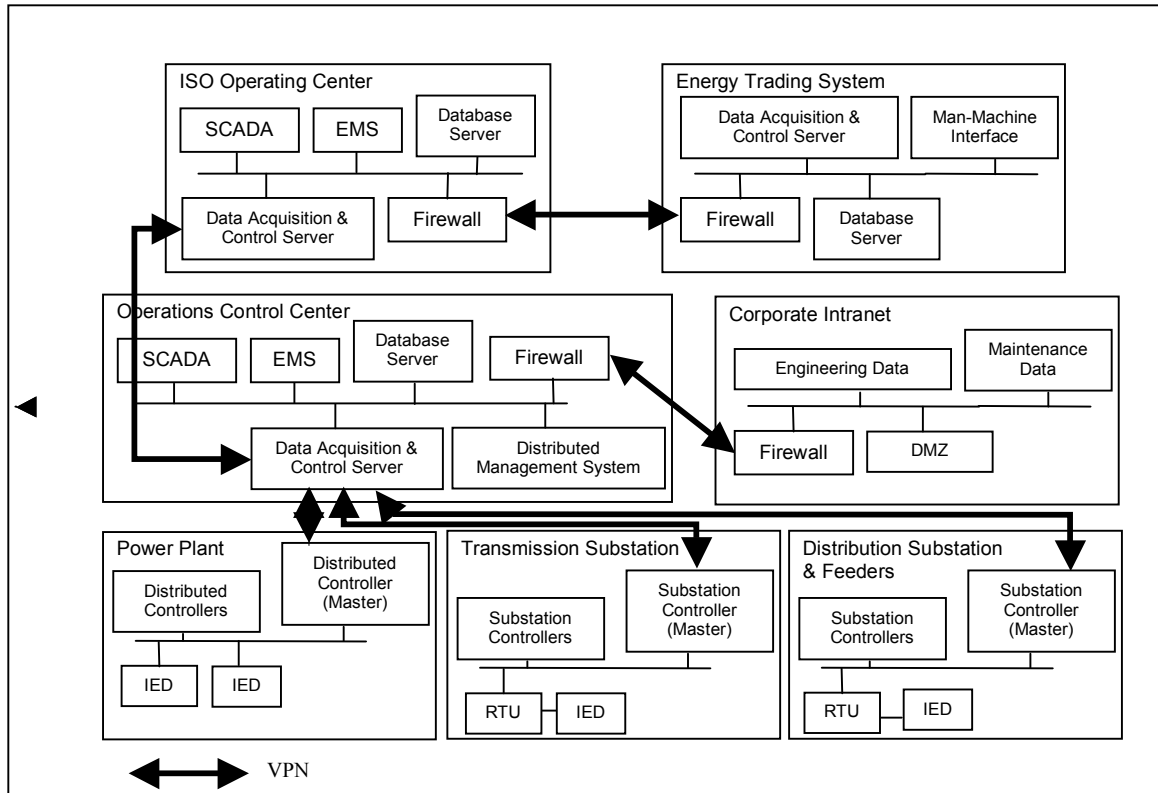 ISO Operating Center
SCADA
EMS
Database
Server
Data Acquisition &
Control Server
Firewall
Energy Trading System
Data Acquisition &
Control Server
Man-Machine
Interface
Firewall
Database
Server
Operations Control Center
SCADA
EMS
Database
Server
Firewall
Data Acquisition &
Control Server
Distributed
Management System
Corporate Intranet
Engineering Data
Maintenance
Data
Firewall
DMZ
Power Plant
Distributed
Controllers
Distributed
Controller
(Master)
IED
IED
Transmission Substation
Substation
Controllers
Substation
Controller
(Master)
RTU
IED
Distribution Substation
& Feeders
Substation
Controllers
Substation
Controller
(Master)
RTU
IED
VPN